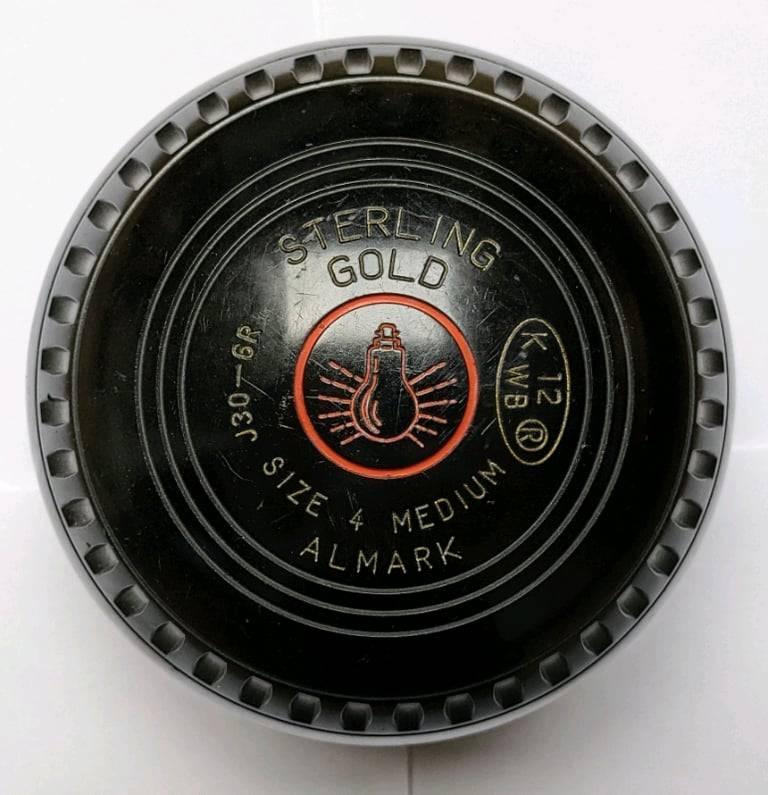 STERLING
GOLD
J30-6R
K 12
WB R
SIZE 4 MEDIUM
ALMARK